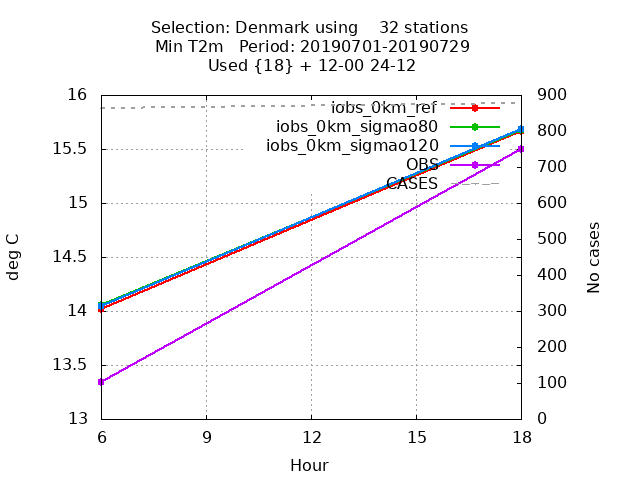 Selection: Denmark using    32 stations
Min T2m   Period: 20190701-20190729
Used {18} + 12-00 24-12
16
15.5
15
14.5
14
13.5
13
deg C
900
800
700
600
500
400
300
200
100
0
No cases
iobs_0km_ref
iobs_0km_sigmao80
iobs_0km_sigmao120
OBS
CASES
6 9 12 15 18
Hour